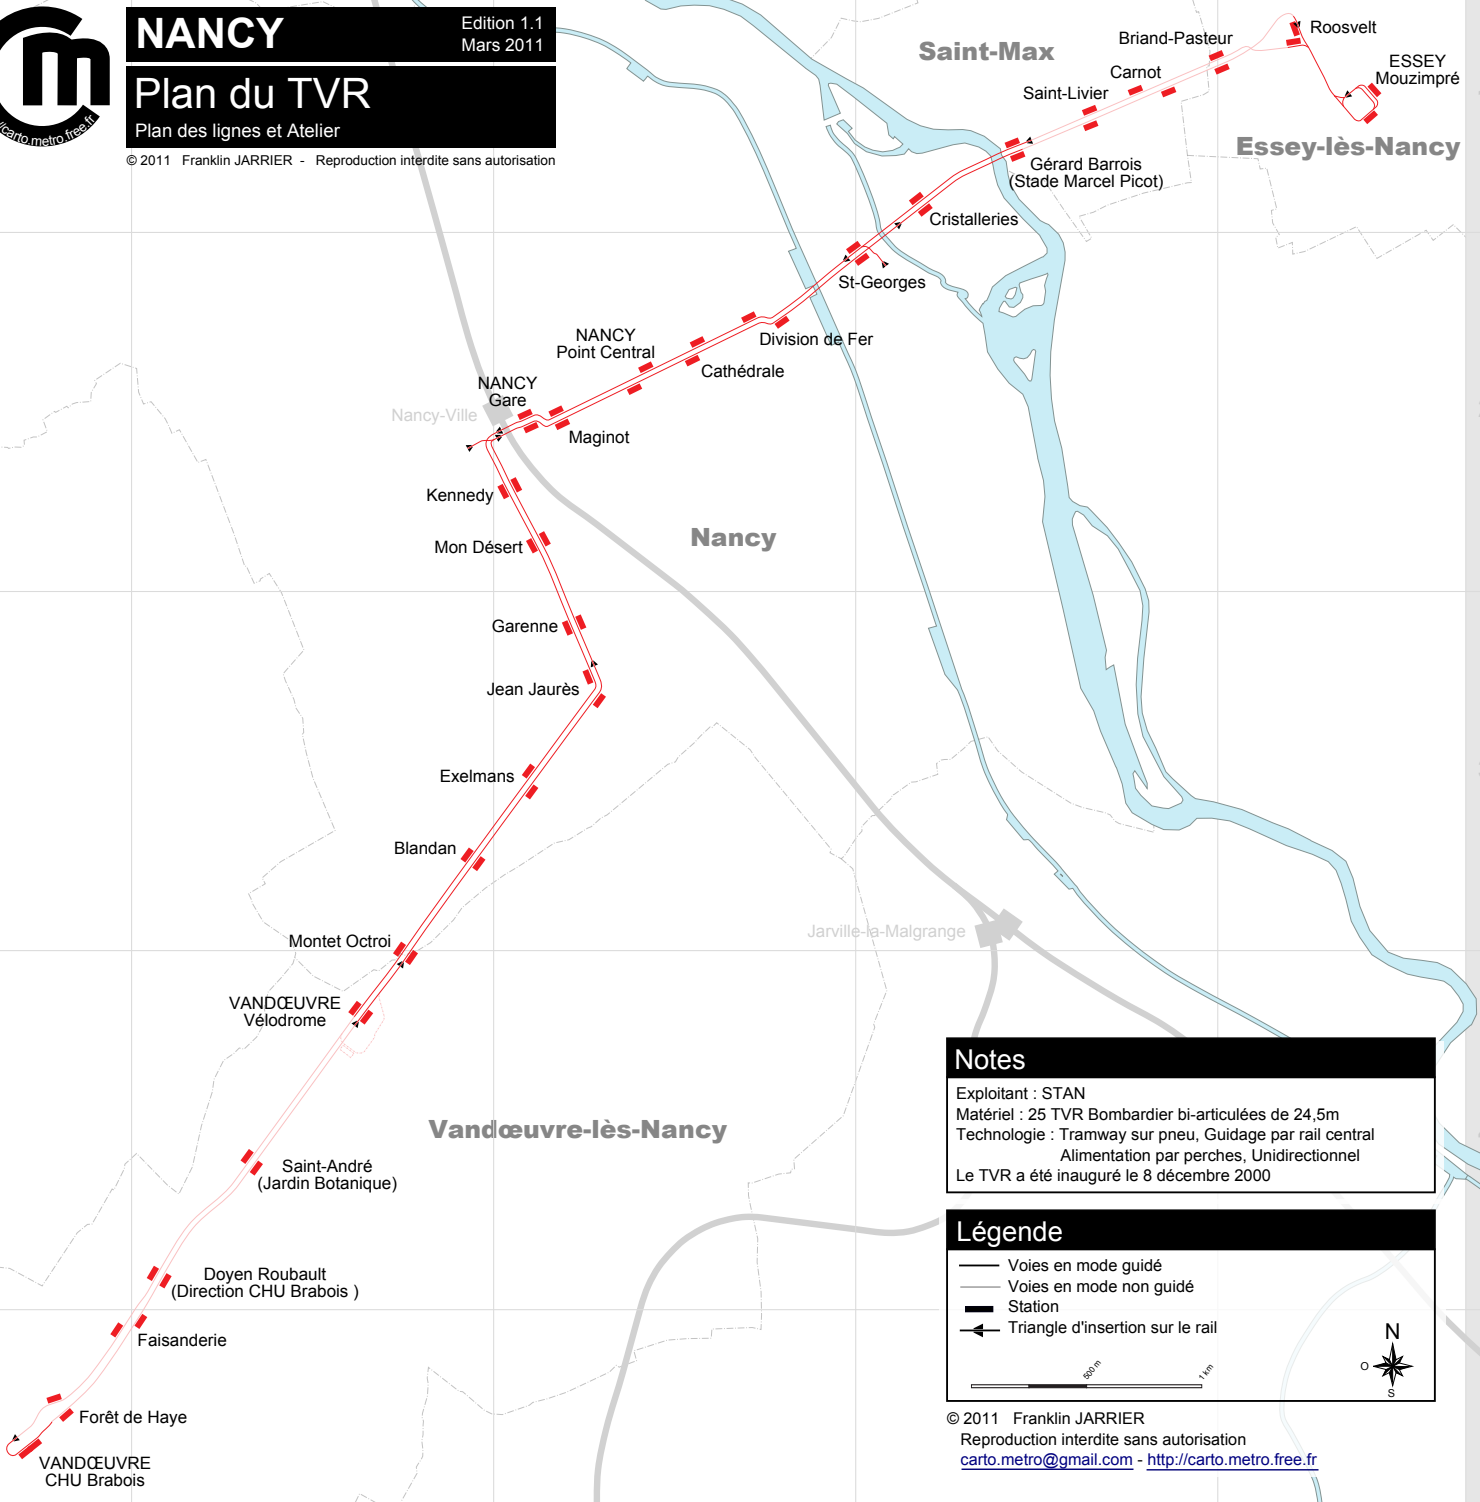 m
//carto.metro.free.fr
NANCY
Edition 1.1
Mars 2011
Plan du TVR
Plan des lignes et Atelier
© 2011 Franklin JARRIER - Reproduction interdite sans autorisation
Saint-Max
Briand-Pasteur
Roosvelt
Carnot
ESSEY
Mouzimpré
Saint-Livier
Essey-lès-Nancy
Gérard Barrois
(Stade Marcel Picot)
Cristalleries
St-Georges
Division de Fer
NANCY
Point Central
Cathédrale
NANCY
Gare
Nancy-Ville
Maginot
Kennedy
Nancy
Mon Désert
Garenne
Jean Jaurès
Exelmans
Blandan
Jarville-la-Malgrange
Montet Octroi
VANDŒUVRE
Vélodrome
Vandœuvre-lès-Nancy
Saint-André
(Jardin Botanique)
Doyen Roubault
(Direction CHU Brabois )
Faisanderie
Forêt de Haye
VANDŒUVRE
CHU Brabois
Notes
Exploitant : STAN
Matériel : 25 TVR Bombardier bi-articulées de 24,5m
Technologie : Tramway sur pneu, Guidage par rail central
Alimentation par perches, Unidirectionnel
Le TVR a été inauguré le 8 décembre 2000
Légende
Voies en mode guidé
Voies en mode non guidé
Station
Triangle d'insertion sur le rail
500 m
1 km
N
O
S
© 2011 Franklin JARRIER
Reproduction interdite sans autorisation
carto.metro@gmail.com - http://carto.metro.free.fr